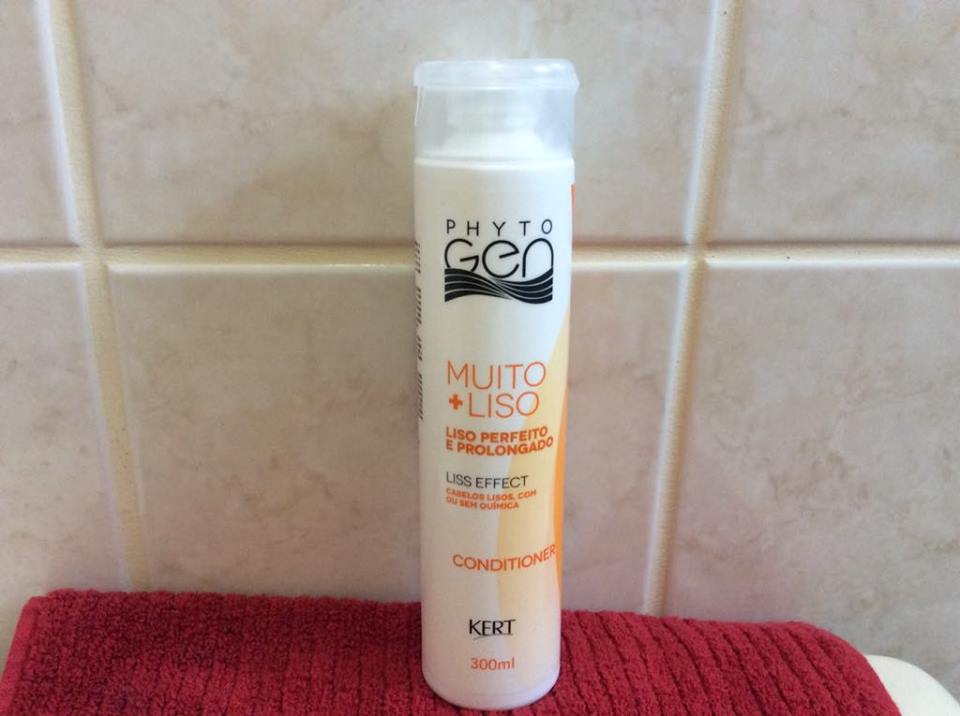 PHYTO
Gen
MUITO
+LISO
LISO PERFEITO
E PROLONGADO
LISS EFFECT
CABELOS LISOS, COM
OU SEM QUÍMICA
CONDITIONER
KERT
300ml